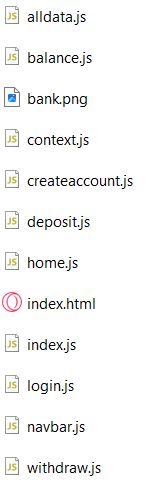 alldata.js
balance.js
bank.png
context.js
createaccount.js
deposit.js
home.js
index.html
index.js
login.js
navbar.js
withdraw.js